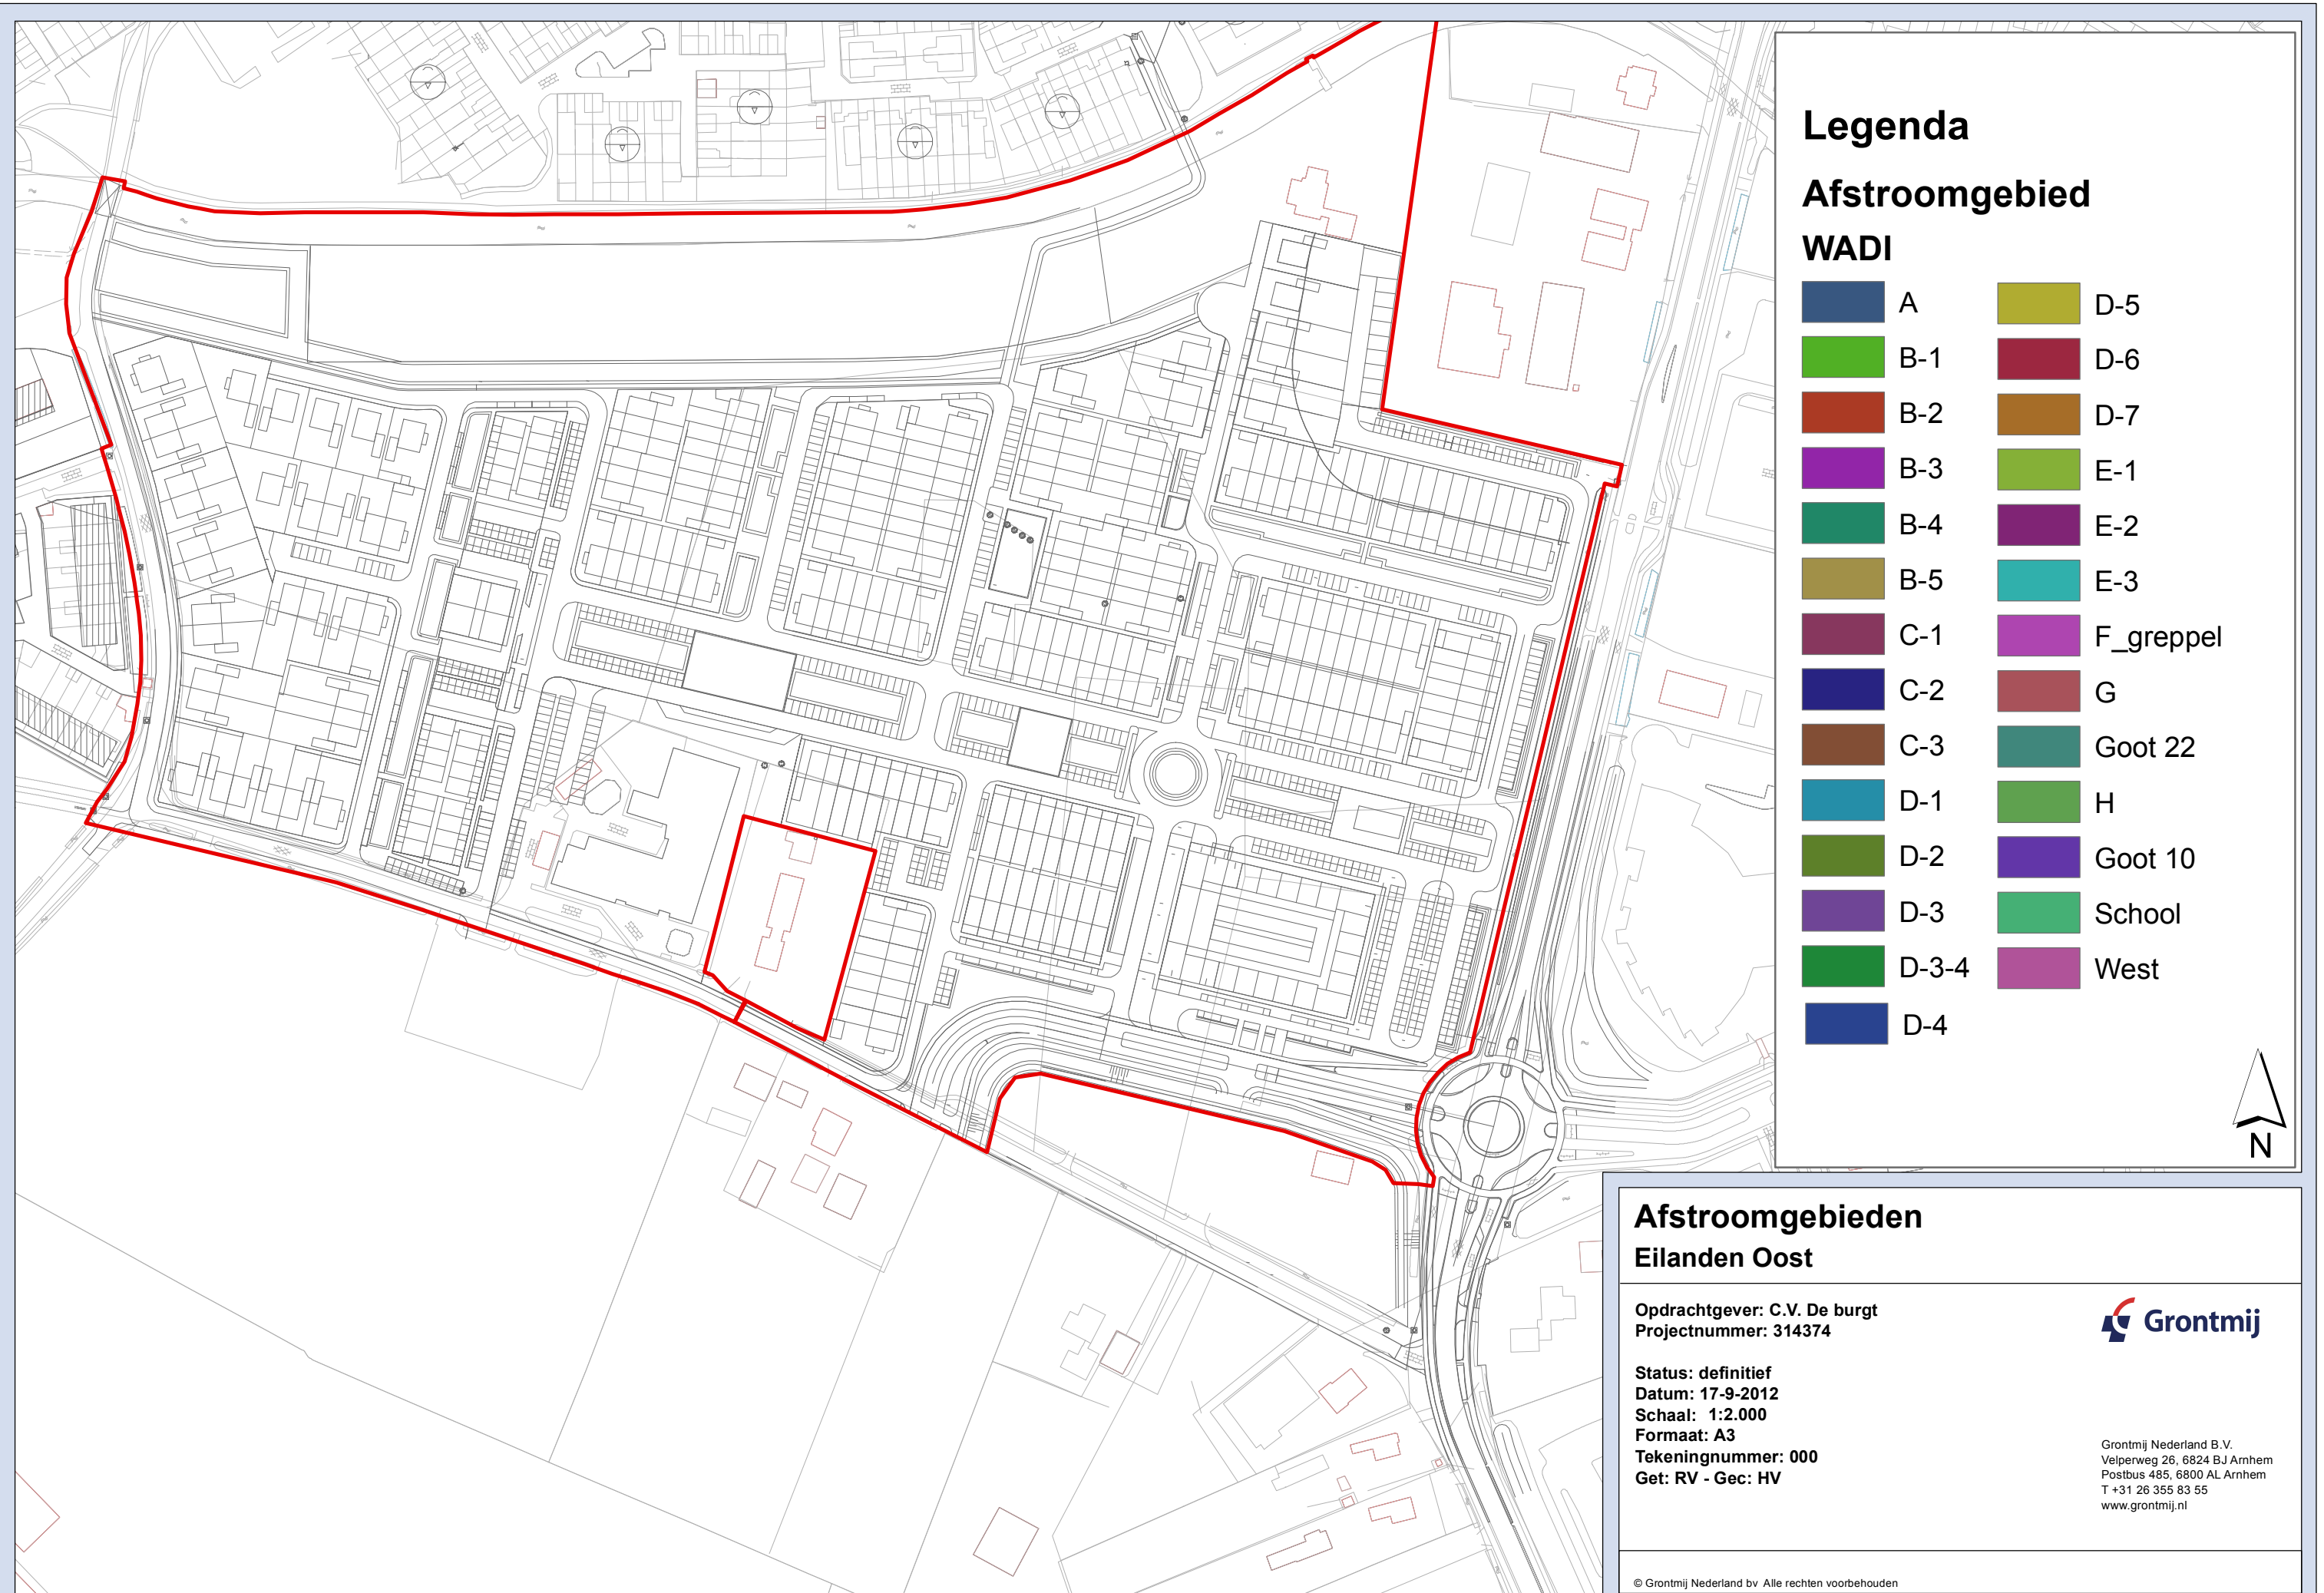 Legenda
Afstroomgebied
WADI
A
B-1
B-2
B-3
B-4
B-5
C-1
C-2
C-3
D-1
D-2
D-3
D-3-4
D-4
D-5
D-6
D-7
E-1
E-2
E-3
F_greppel
G
Goot 22
H
Goot 10
School
West
N
Afstroomgebieden
Eilanden Oost
Opdrachtgever: C.V. De burgt
Projectnummer: 314374
Status: definitief
Datum: 17-9-2012
Schaal: 1:2.000
Formaat: A3
Tekeningnummer: 000
Get: RV - Gec: HV
Grontmij
Grontmij Nederland B.V.
Velperweg 26, 6824 BJ Arnhem
Postbus 485, 6800 AL Arnhem
T +31 26 355 83 55
www.grontmij.nl
© Grontmij Nederland bv Alle rechten voorbehouden